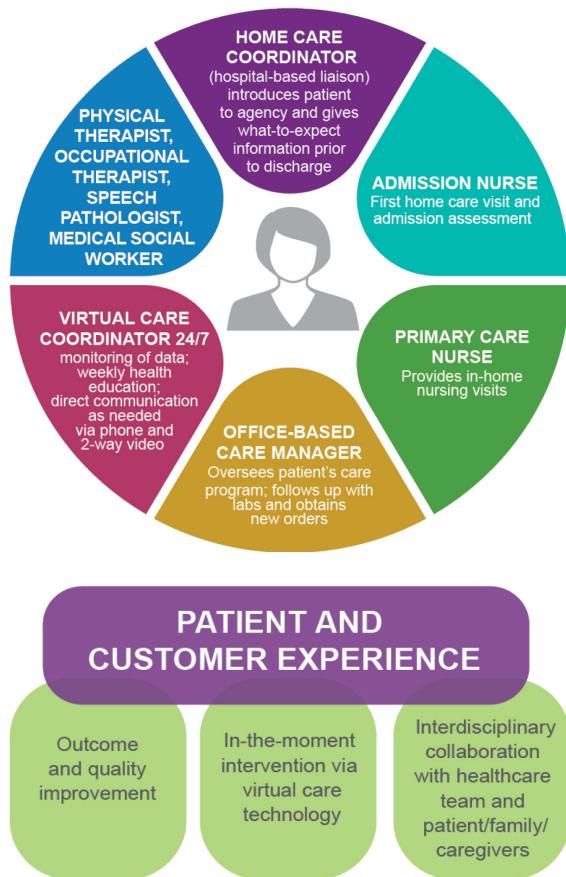 HOME CARE
COORDINATOR
(hospital-based liaison)
introduces patient
to agency and gives
what-to-expect
information prior
to discharge
ADMISSION NURSE
First home care visit and
admission assessment
PRIMARY CARE
NURSE
Provides in-home
nursing visits
OFFICE-BASED
CARE MANAGER
Oversees patient’s care
program; follows up with
labs and obtains
new orders
VIRTUAL CARE
COORDINATOR 24/7
monitoring of data;
weekly health
education;
direct communication
as needed
via phone and
2-way video
PHYSICAL
THERAPIST,
OCCUPATIONAL
THERAPIST,
SPEECH
PATHOLOGIST,
MEDICAL SOCIAL
WORKER
PATIENT AND
CUSTOMER EXPERIENCE
Outcome
and quality
improvement
In-the-moment
intervention via
virtual care
technology
Interdisciplinary
collaboration
with healthcare
team and
patient/family/
caregivers